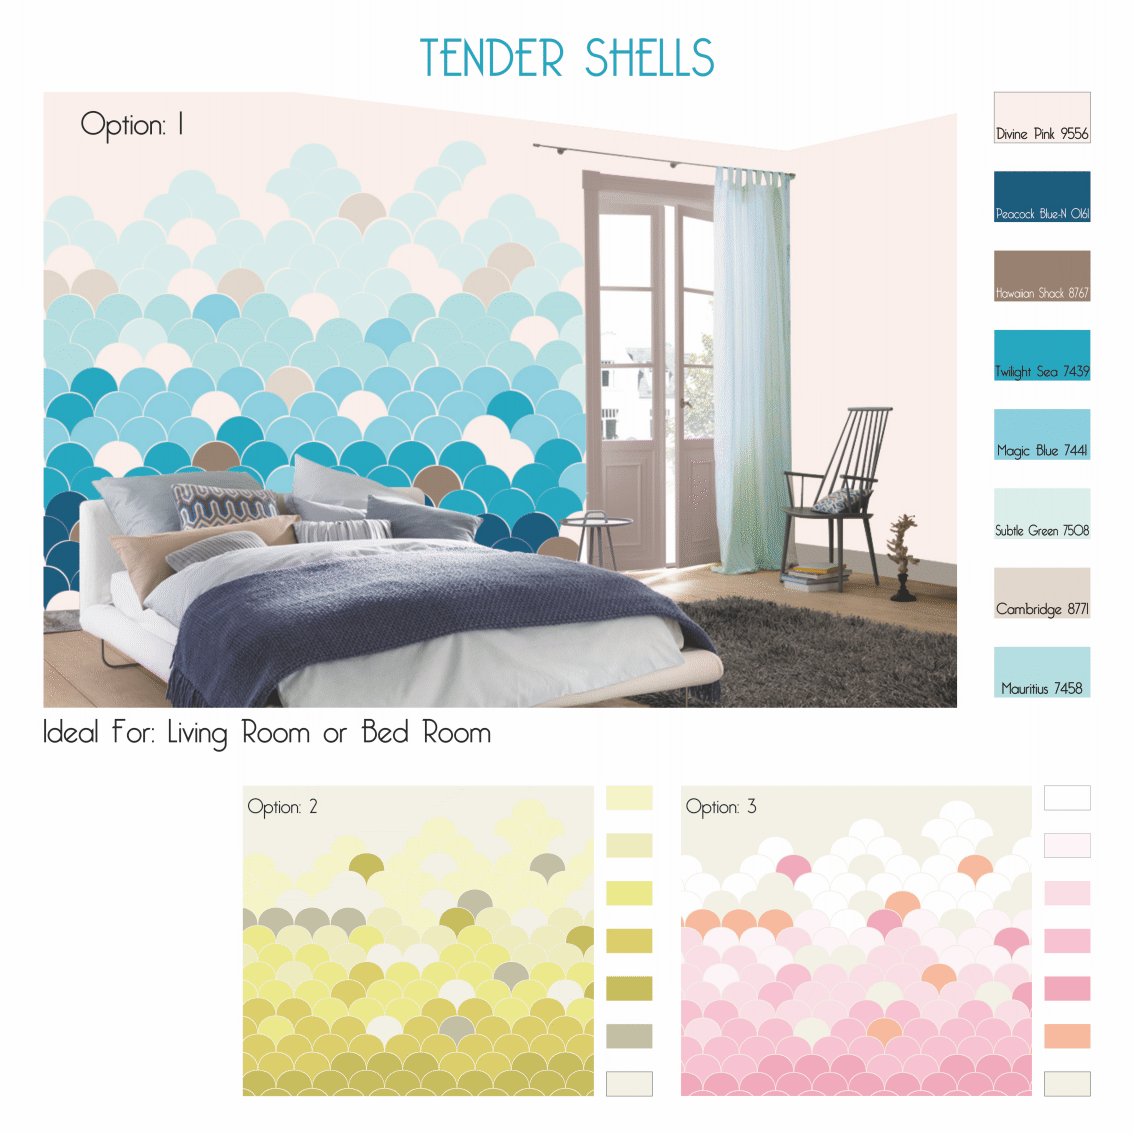 TENDER SHELLS
Option: 1
Divine Pink 9556
Peacock Blue-N 0161
Hawaiian Shack 8767
Twilight Sea 7439
Magic Blue 7441
Subtle Green 7508
Cambridge 8771
Mauritius 7458
Ideal For: Living Room or Bed Room
Option: 2
Option: 3